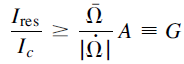 I_res / I_c ≥ Ω̄ / |Ω̇| A ≡ G